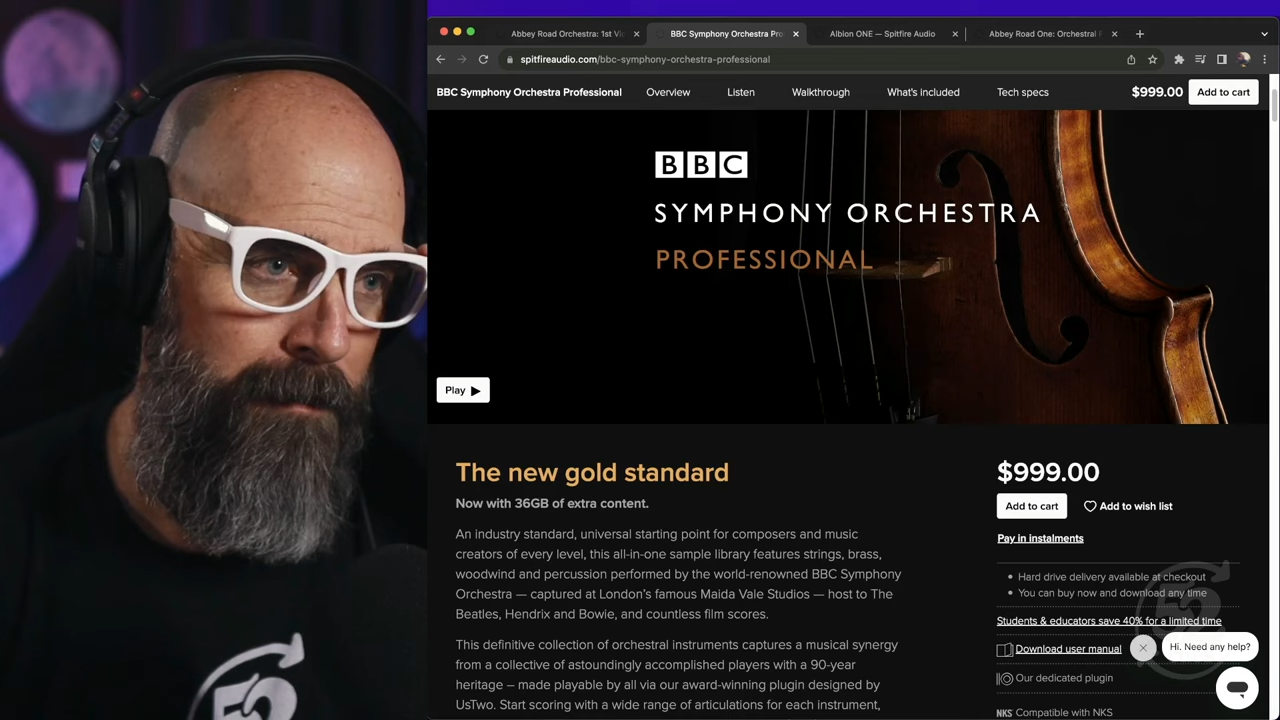 Abbey Road Orchestra: 1st Vi
BBC Symphony Orchestra Pro
Albion ONE — Spitfire Audio
Abbey Road One: Orchestral F
spitfireaudio.com/bbc-symphony-orchestra-professional
BBC Symphony Orchestra Professional
Overview
Listen
Walkthrough
What's included
Tech specs
$999.00
Add to cart
BBC
SYMPHONY ORCHESTRA
PROFESSIONAL
Play
The new gold standard
Now with 36GB of extra content.
An industry standard, universal starting point for composers and music
creators of every level, this all-in-one sample library features strings, brass,
woodwind and percussion performed by the world-renowned BBC Symphony
Orchestra — captured at London's famous Maida Vale Studios — host to The
Beatles, Hendrix and Bowie, and countless film scores.
This definitive collection of orchestral instruments captures a musical synergy
from a collective of astoundingly accomplished players with a 90-year
heritage – made playable by all via our award-winning plugin designed by
UsTwo. Start scoring with a wide range of articulations for each instrument,
$999.00
Add to cart
Add to wish list
Pay in instalments
Hard drive delivery available at checkout
You can buy now and download any time
Students & educators save 40% for a limited time
Download user manual
Hi. Need any help?
Our dedicated plugin
NKS Compatible with NKS